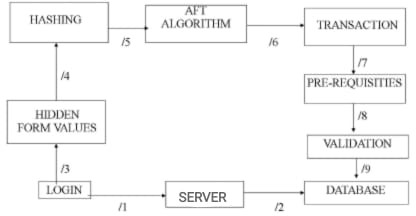 HASHING
AFT
ALGORITHM
TRANSACTION
/5
/6
/7
/4
PRE-REQUISITIES
/8
HIDDEN
FORM VALUES
VALIDATION
/3
/9
LOGIN
SERVER
DATABASE
/1
/2